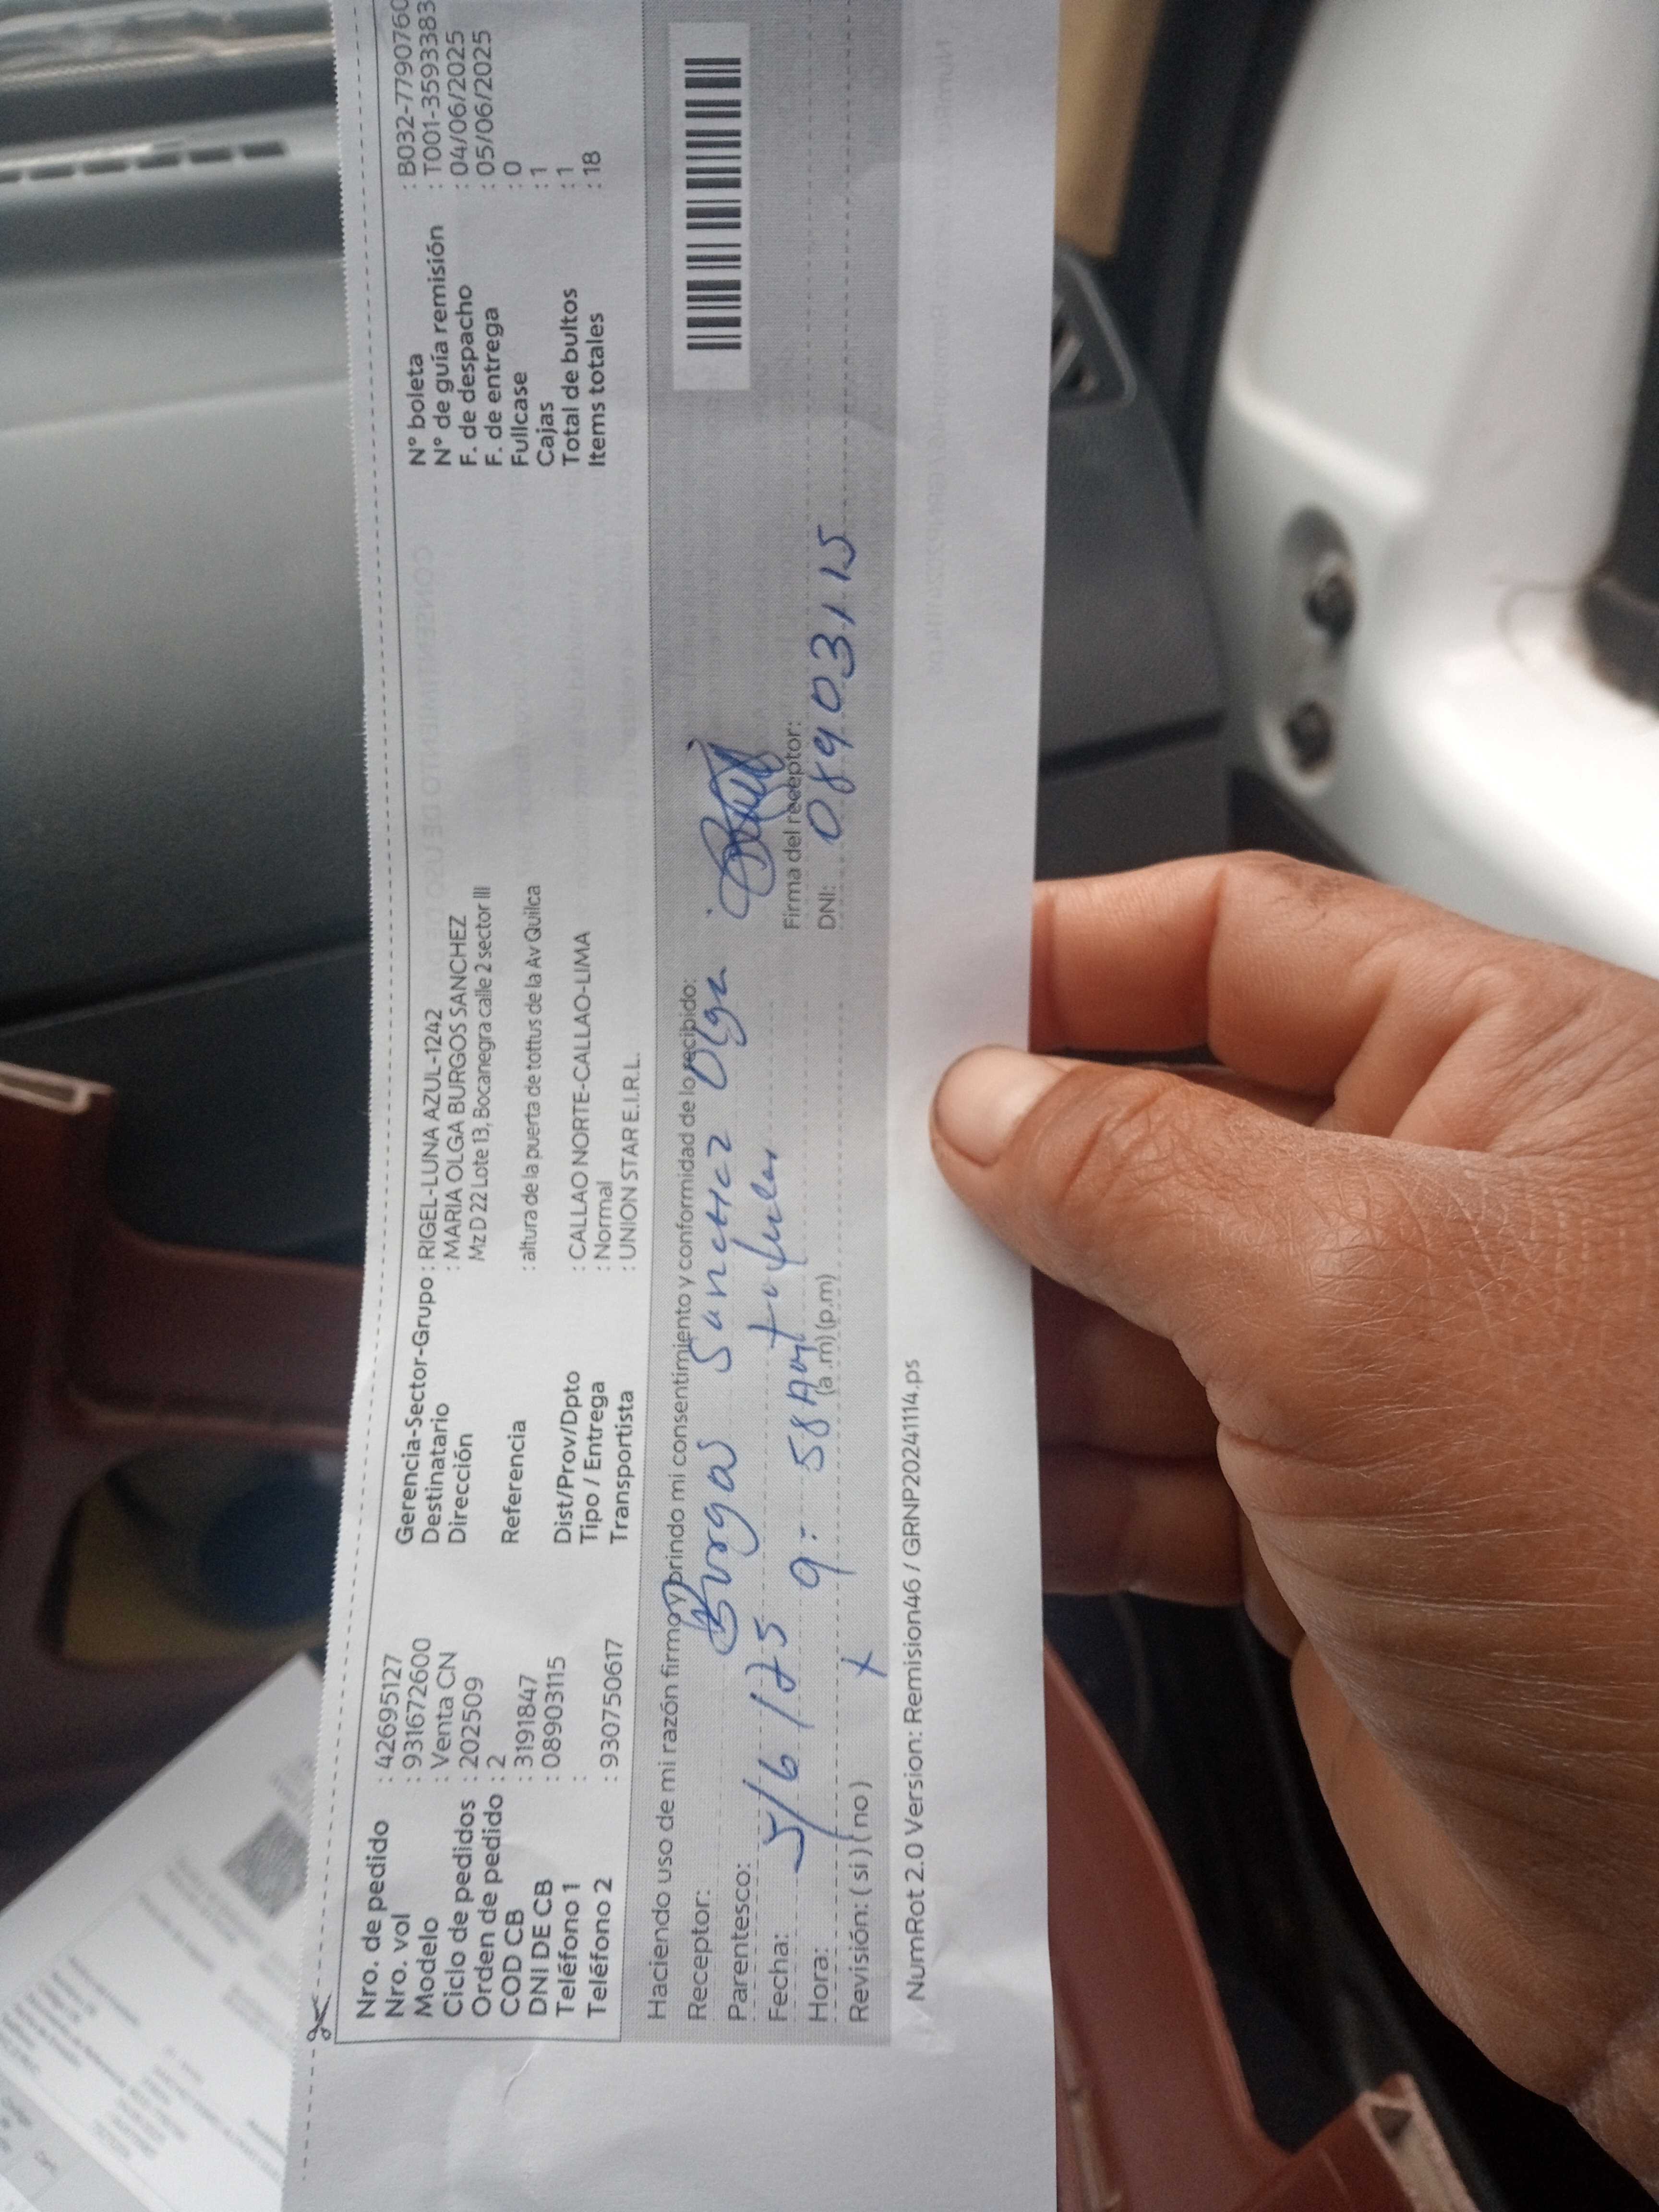 Nro. de pedido : 42695127
Nro. vol : 931672600
Modelo : Venta CN
Ciclo de pedidos : 202509
Orden de pedido : 2
COD CB : 3191847
DNI DE CB : 08903115
Teléfono 1 :
Teléfono 2 : 930750617
Gerencia-Sector-Grupo : RIGEL-LUNA AZUL-1242
Destinatario : MARIA OLGA BURGOS SANCHEZ
Dirección Mz D 22 Lote 13, Bocanegra calle 2 sector III
Referencia : altura de la puerta de tottus de la Av Quilca
Dist/Prov/Dpto : CALLAO NORTE-CALLAO-LIMA
Tipo / Entrega : Normal
Transportista : UNION STAR E.I.R.L.
N° boleta : B032-7790760
N° de guía remisión : T001-3593383
F. de despacho : 04/06/2025
F. de entrega : 05/06/2025
Fullcase : 0
Cajas : 1
Total de bultos : 1
Items totales : 18
Haciendo uso de mi razón firmo y brindo mi consentimiento y conformidad de lo recibido:
Receptor: Burgos Sanchez Olga
Parentesco: titular
Fecha: 5/6/25
Hora: 9:58 Am (a.m) (p.m)
Revisión: ( si ) ( no ) x
Firma del receptor:
DNI: 08903115
NumRot 2.0 Version: Remision46 / GRNP20241114.ps